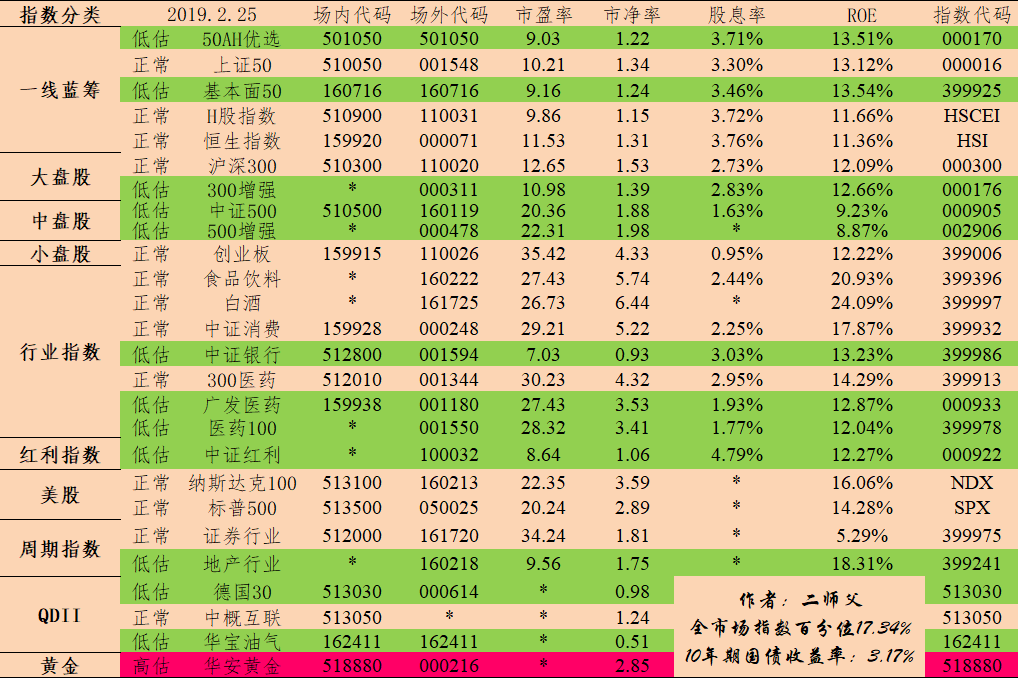 指数分类 2019.2.25 场内代码 场外代码 市盈率 市净率 股息率 ROE 指数代码
一线蓝筹
低估 50AH优选 501050 501050 9.03 1.22 3.71% 13.51% 000170
正常 上证50 510050 001548 10.21 1.34 3.30% 13.12% 000016
低估 基本面50 160716 160716 9.16 1.24 3.46% 13.54% 399925
正常 H股指数 510900 110031 9.86 1.15 3.72% 11.66% HSCEI
正常 恒生指数 159920 000071 11.53 1.31 3.76% 11.36% HSI
大盘股
正常 沪深300 510300 110020 12.65 1.53 2.73% 12.09% 000300
低估 300增强 * 000311 10.98 1.39 2.83% 12.66% 000176
中盘股
低估 中证500 510500 160119 20.36 1.88 1.63% 9.23% 000905
低估 500增强 * 000478 22.31 1.98 * 8.87% 002906
小盘股 正常 创业板 159915 110026 35.42 4.33 0.95% 12.22% 399006
行业指数
正常 食品饮料 * 160222 27.43 5.74 2.44% 20.93% 399396
正常 白酒 * 161725 26.73 6.44 * 24.09% 399997
正常 中证消费 159928 000248 29.21 5.22 2.25% 17.87% 399932
低估 中证银行 512800 001594 7.03 0.93 3.03% 13.23% 399986
正常 300医药 512010 001344 30.23 4.32 2.95% 14.29% 399913
低估 广发医药 159938 001180 27.43 3.53 1.93% 12.87% 000933
低估 医药100 * 001550 28.32 3.41 1.77% 12.04% 399978
红利指数 低估 中证红利 * 100032 8.64 1.06 4.79% 12.27% 000922
美股
正常 纳斯达克100 513100 160213 22.35 3.59 * 16.06% NDX
正常 标普500 513500 050025 20.24 2.89 * 14.28% SPX
周期指数
正常 证券行业 512000 161720 34.24 1.81 * 5.29% 399975
低估 地产行业 * 160218 9.56 1.75 * 18.31% 399241
QDII
低估 德国30 513030 000614 * 0.98 513030
正常 中概互联 513050 * * 1.24 513050
低估 华宝油气 162411 162411 * 0.51 162411
黄金 高估 华安黄金 518880 000216 * 2.85 518880
作者：二师父
全市场指数百分位17.34%
10年期国债收益率：3.17%